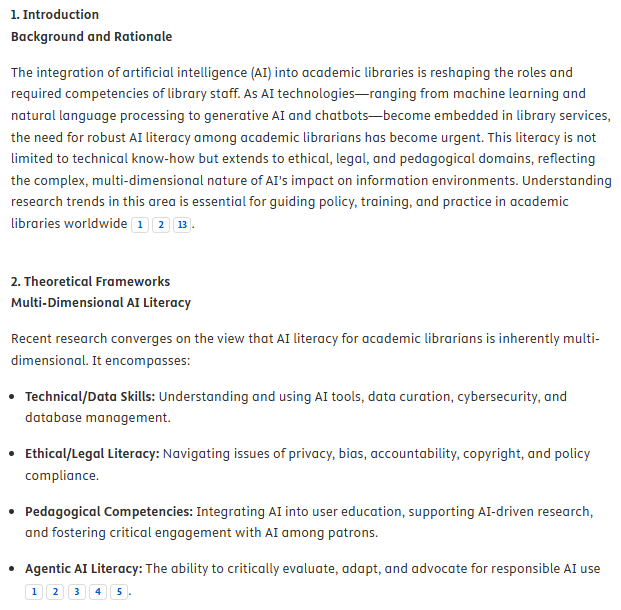 1. Introduction
Background and Rationale
The integration of artificial intelligence (AI) into academic libraries is reshaping the roles and
required competencies of library staff. As AI technologies—ranging from machine learning and
natural language processing to generative AI and chatbots—become embedded in library services,
the need for robust AI literacy among academic librarians has become urgent. This literacy is not
limited to technical know-how but extends to ethical, legal, and pedagogical domains, reflecting
the complex, multi-dimensional nature of AI's impact on information environments. Understanding
research trends in this area is essential for guiding policy, training, and practice in academic
libraries worldwide 1 2 13.
2. Theoretical Frameworks
Multi-Dimensional AI Literacy
Recent research converges on the view that AI literacy for academic librarians is inherently multi-
dimensional. It encompasses:
• Technical/Data Skills: Understanding and using AI tools, data curation, cybersecurity, and
database management.
• Ethical/Legal Literacy: Navigating issues of privacy, bias, accountability, copyright, and policy
compliance.
• Pedagogical Competencies: Integrating AI into user education, supporting AI-driven research,
and fostering critical engagement with AI among patrons.
• Agentic AI Literacy: The ability to critically evaluate, adapt, and advocate for responsible AI use
1 2 3 4 5.